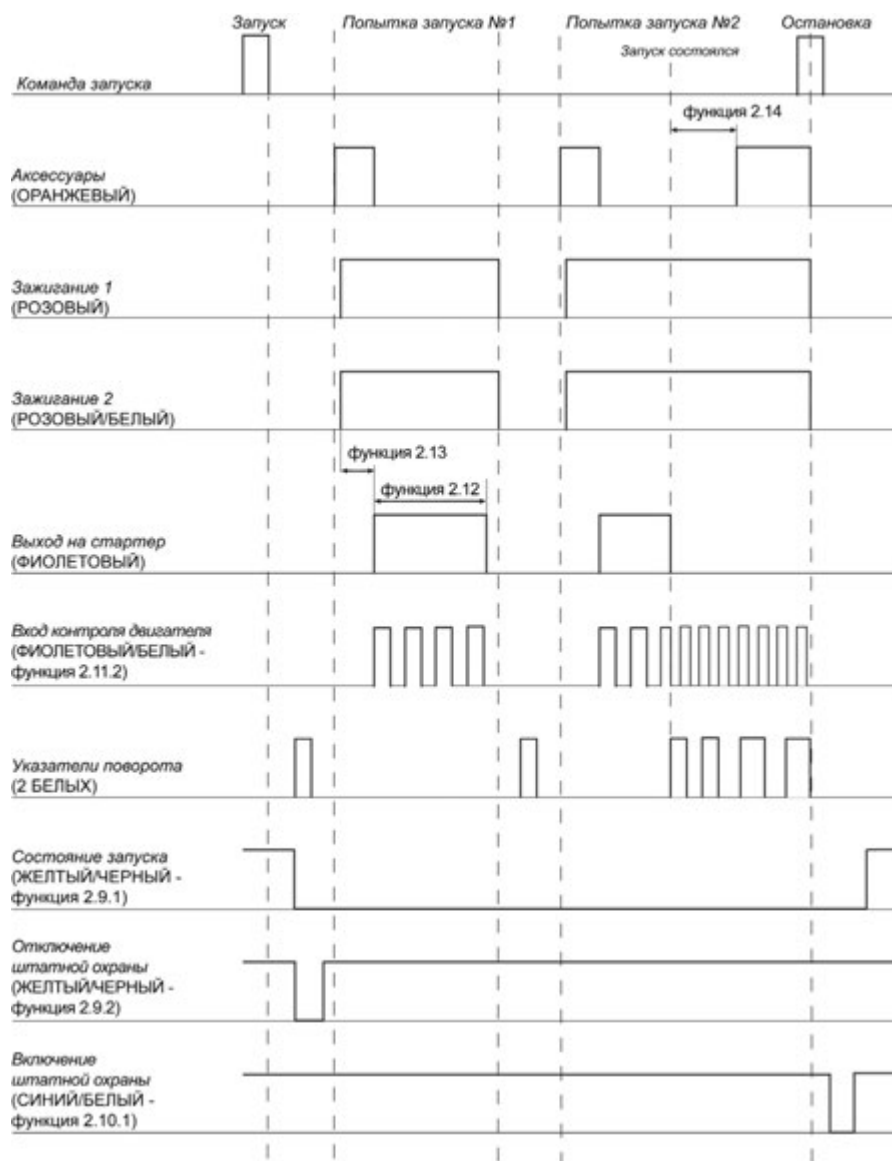 Запуск
Попытка запуска №1
Попытка запуска №2
Остановка
Запуск состоялся
Команда запуска
функция 2.14
Аксессуары
(ОРАНЖЕВЫЙ)
Зажигание 1
(РОЗОВЫЙ)
Зажигание 2
(РОЗОВЫЙ/БЕЛЫЙ)
функция 2.13
функция 2.12
Выход на стартер
(ФИОЛЕТОВЫЙ)
Вход контроля двигателя
(ФИОЛЕТОВЫЙ/БЕЛЫЙ -
функция 2.11.2)
Указатели поворота
(2 БЕЛЫХ)
Состояние запуска
(ЖЕЛТЫЙ/ЧЕРНЫЙ -
функция 2.9.1)
Отключение
штатной охраны
(ЖЕЛТЫЙ/ЧЕРНЫЙ -
функция 2.9.2)
Включение
штатной охраны
(СИНИЙ/БЕЛЫЙ -
функция 2.10.1)